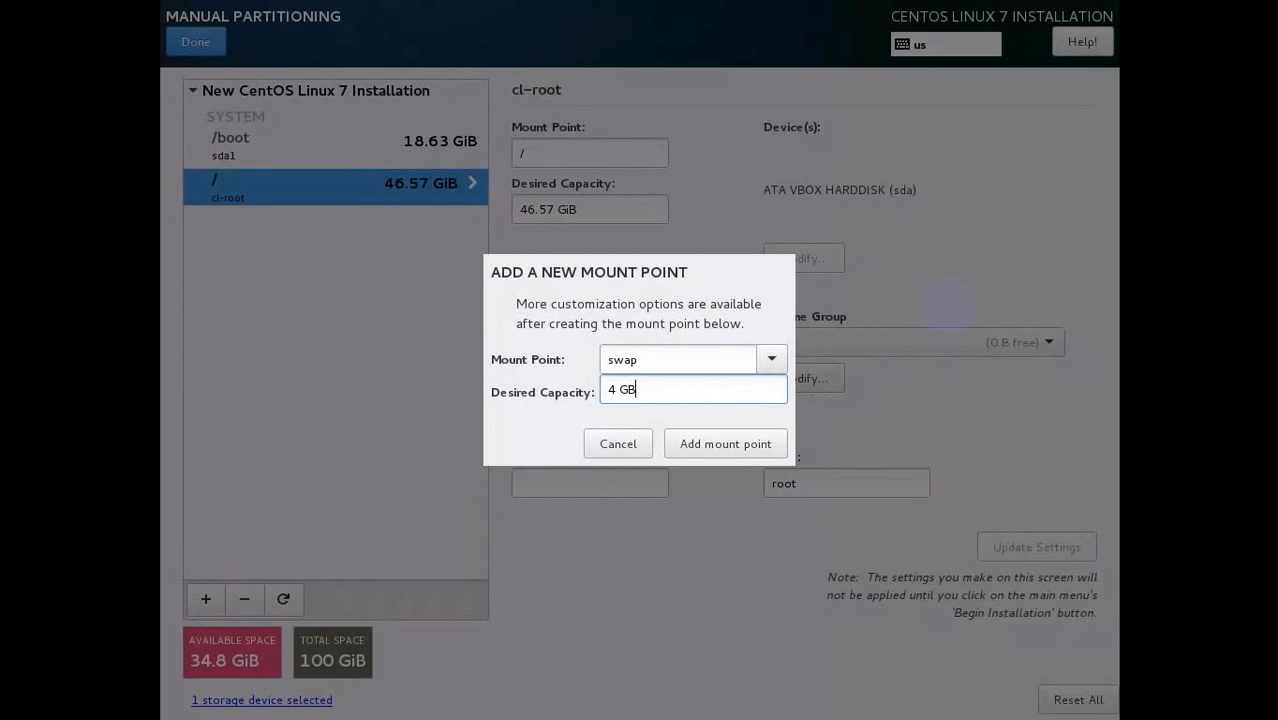 MANUAL PARTITIONING
CENTOS LINUX 7 INSTALLATION
Done
us
Help!
New CentOS Linux 7 Installation
SYSTEM
/boot
18.63 GiB
sda1
/
46.57 GiB
cl-root
cl-root
Mount Point:
/
Device(s):
Desired Capacity:
46.57 GiB
ATA VBOX HARDDISK (sda)
ADD A NEW MOUNT POINT
More customization options are available
after creating the mount point below.
Mount Point:
swap
Desired Capacity:
4 GB
Cancel
Add mount point
Group
(0 B free)
root
Update Settings
Note: The settings you make on this screen will
not be applied until you click on the main menu's
'Begin Installation' button.
+
−
AVAILABLE SPACE
34.8 GiB
TOTAL SPACE
100 GiB
1 storage device selected
Reset All